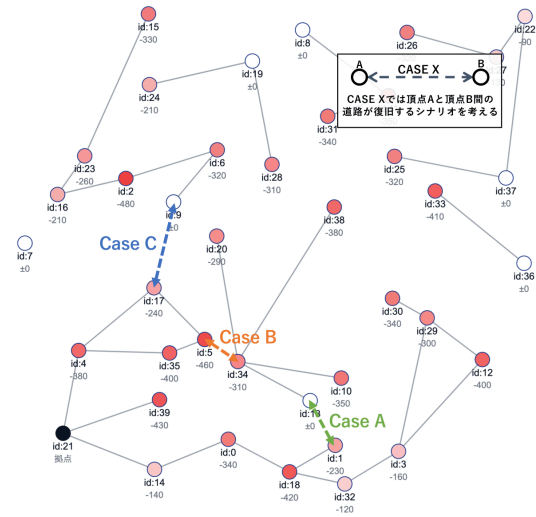 id:15
-330
id:8
±0
id:26
id:22
-90
id:19
±0
id:24
-210
A
CASE X
B
CASE Xでは頂点Aと頂点B間の
道路が復旧するシナリオを考える
id:31
-340
id:23
-260
id:6
-320
id:28
-310
id:25
-320
id:2
-480
id:16
-210
id:37
±0
id:33
-410
id:9
±0
id:38
-380
id:7
±0
Case C
id:20
-290
id:36
±0
id:17
-240
id:30
-340
id:29
-300
Case B
id:5
-460
id:4
-380
id:35
-400
id:34
-310
id:12
-400
id:10
-350
id:39
-430
id:13
±0
Case A
id:21
拠点
id:0
-340
id:1
-230
id:3
-160
id:14
-140
id:18
-420
id:32
-120